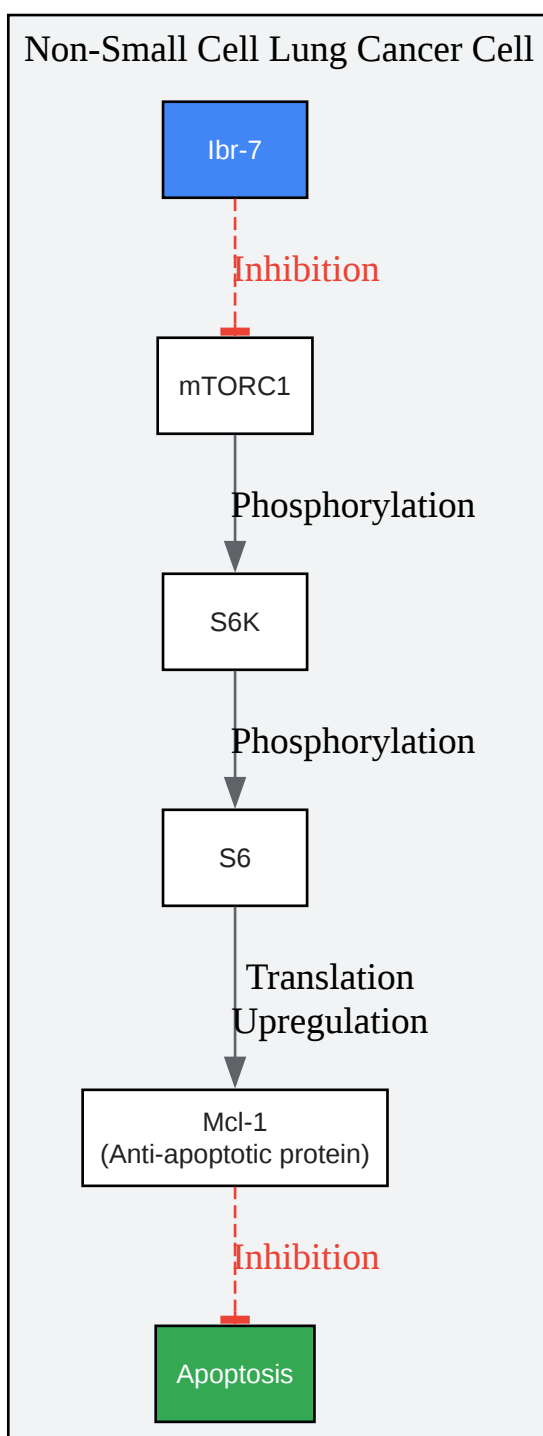 Non-Small Cell Lung Cancer Cell
Ibr-7
Inhibition
mTORC1
Phosphorylation
S6K
Phosphorylation
S6
Translation
Upregulation
Mcl-1
(Anti-apoptotic protein)
Inhibition
Apoptosis